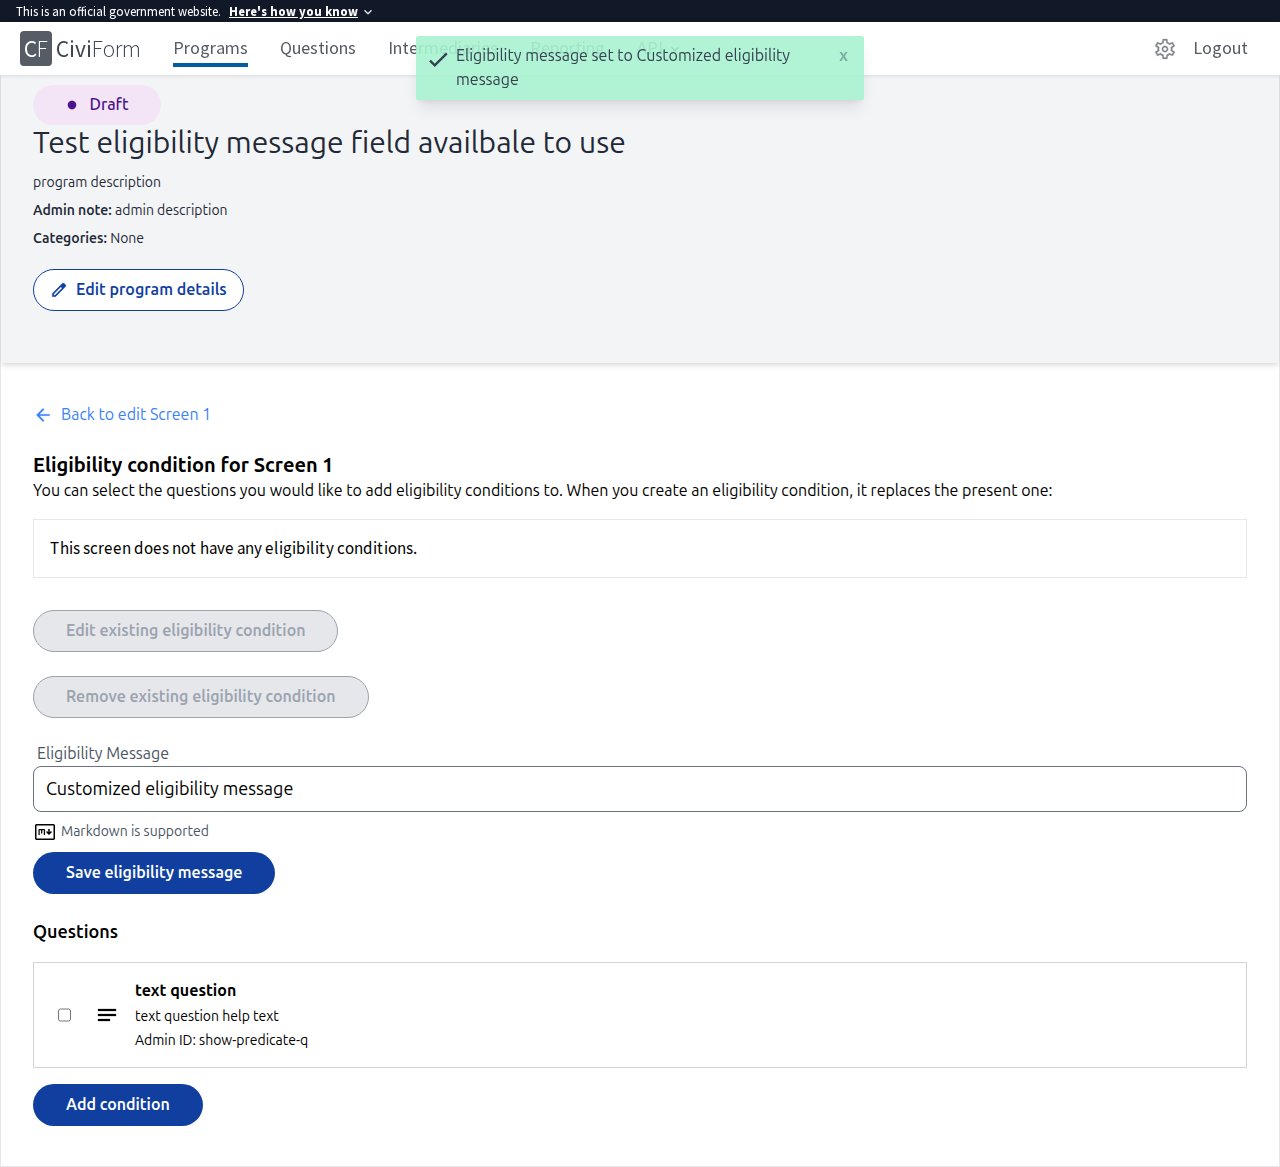 This is an official government website. Here's how you know
CF CiviForm Programs Questions Intermediaries Reporting API Logout
Eligibility message set to Customized eligibility message x
Draft
Test eligibility message field availbale to use
program description
Admin note: admin description
Categories: None
Edit program details
Back to edit Screen 1
Eligibility condition for Screen 1
You can select the questions you would like to add eligibility conditions to. When you create an eligibility condition, it replaces the present one:
This screen does not have any eligibility conditions.
Edit existing eligibility condition
Remove existing eligibility condition
Eligibility Message
Customized eligibility message
Markdown is supported
Save eligibility message
Questions
text question
text question help text
Admin ID: show-predicate-q
Add condition